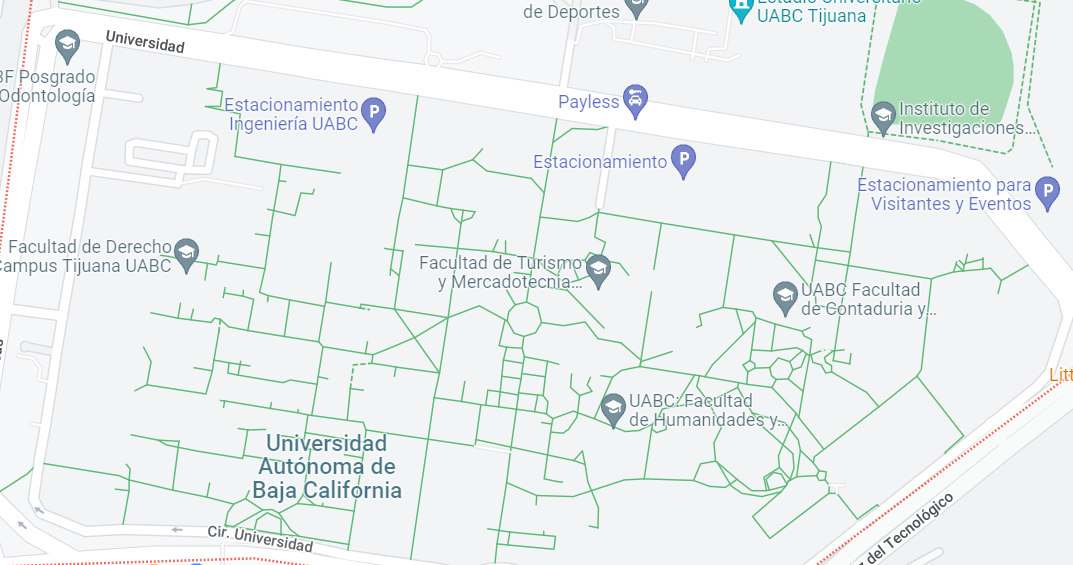 de Deportes
Estadio Universitario
UABC Tijuana
Universidad
BF Posgrado
Odontología
Estacionamiento
Ingeniería UABC
Payless
Instituto de
Investigaciones...
Estacionamiento
Estacionamiento para
Visitantes y Eventos
Facultad de Derecho
Campus Tijuana UABC
Facultad de Turismo
y Mercadotecnia...
UABC Facultad
de Contaduria y...
Litt
UABC: Facultad
de Humanidades y...
Universidad
Autónoma de
Baja California
Cir. Universidad
del Tecnológico